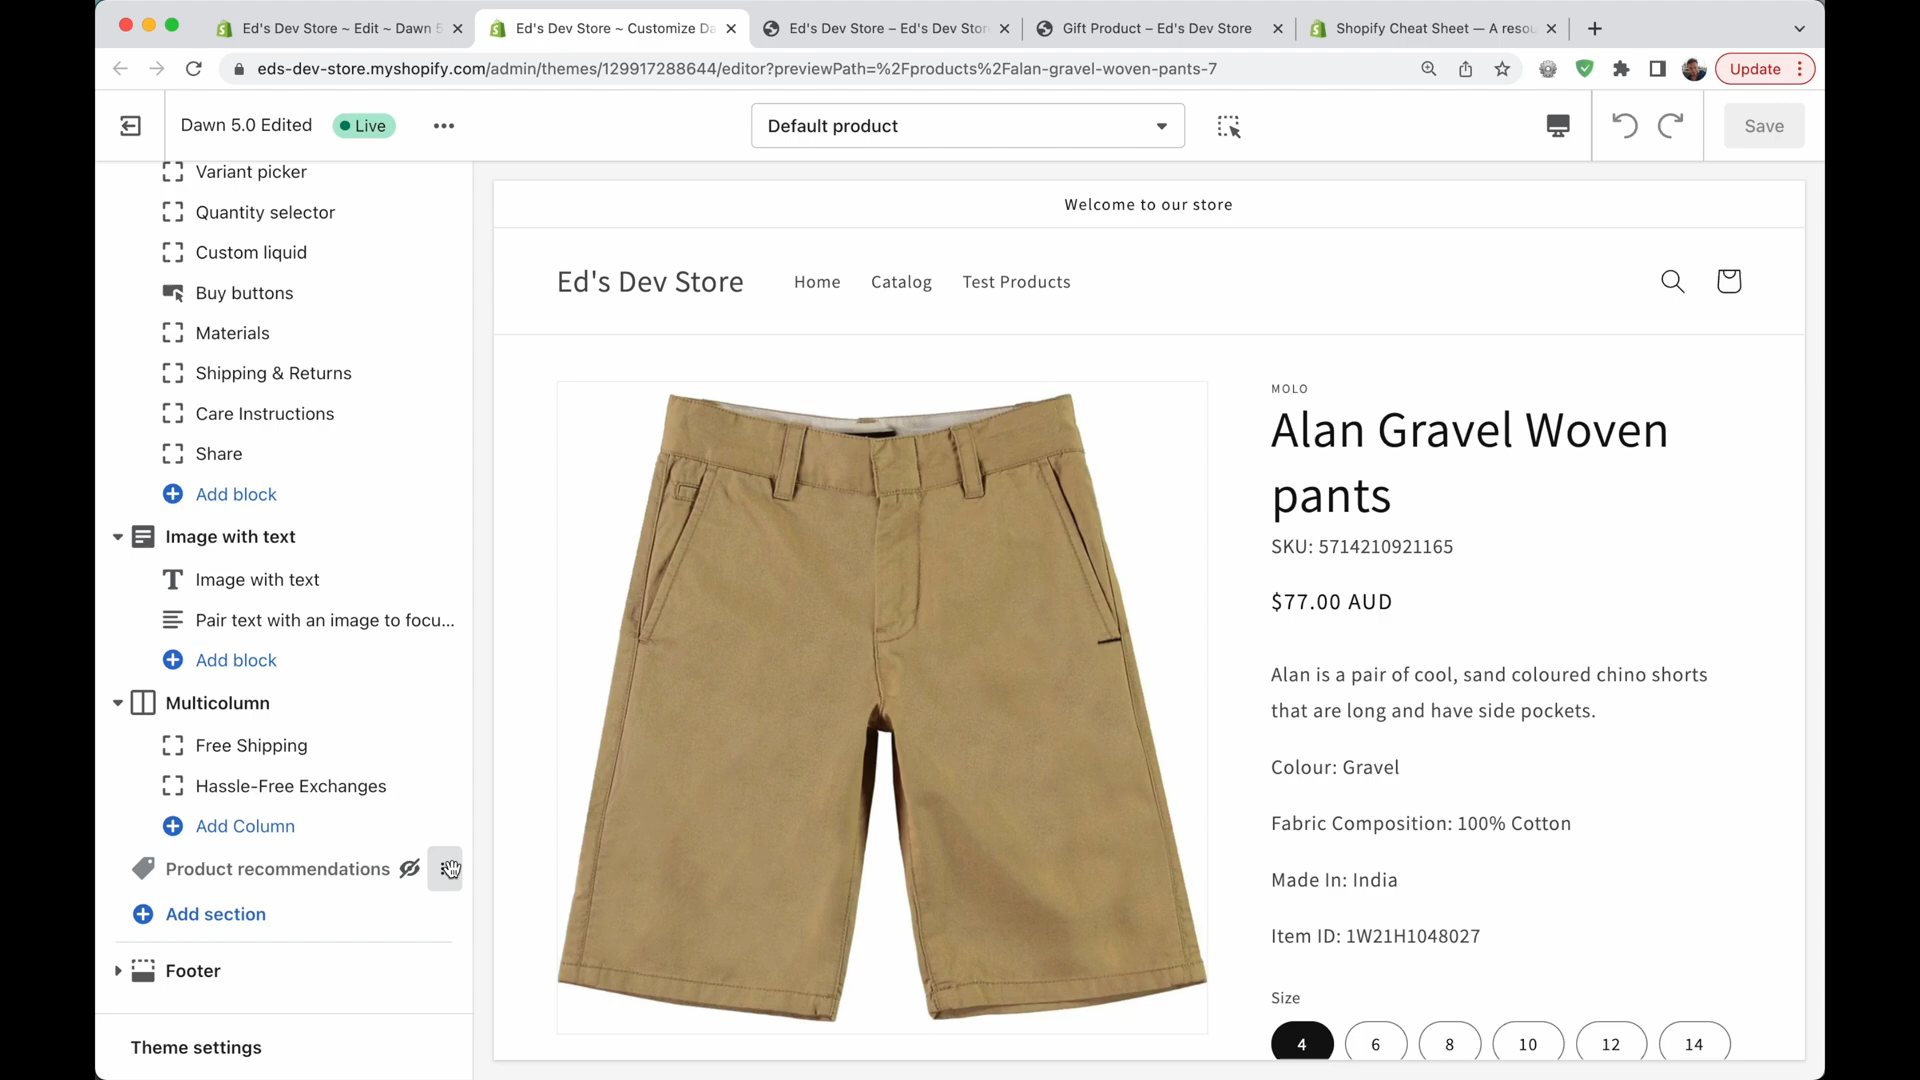 Ed's Dev Store ~ Edit ~ Dawn 5
Ed's Dev Store ~ Customize Da
Ed's Dev Store – Ed's Dev Stor
Gift Product – Ed's Dev Store
Shopify Cheat Sheet — A resou
eds-dev-store.myshopify.com/admin/themes/129917288644/editor?previewPath=%2Fproducts%2Falan-gravel-woven-pants-7
Update
Dawn 5.0 Edited
Live
Default product
Save
Variant picker
Quantity selector
Custom liquid
Buy buttons
Materials
Shipping & Returns
Care Instructions
Share
Add block
Image with text
Image with text
Pair text with an image to focu...
Add block
Multicolumn
Free Shipping
Hassle-Free Exchanges
Add Column
Product recommendations
Add section
Footer
Theme settings
Welcome to our store
Ed's Dev Store
Home
Catalog
Test Products
MOLO
Alan Gravel Woven
pants
SKU: 5714210921165
$77.00 AUD
Alan is a pair of cool, sand coloured chino shorts
that are long and have side pockets.
Colour: Gravel
Fabric Composition: 100% Cotton
Made In: India
Item ID: 1W21H1048027
Size
4
6
8
10
12
14